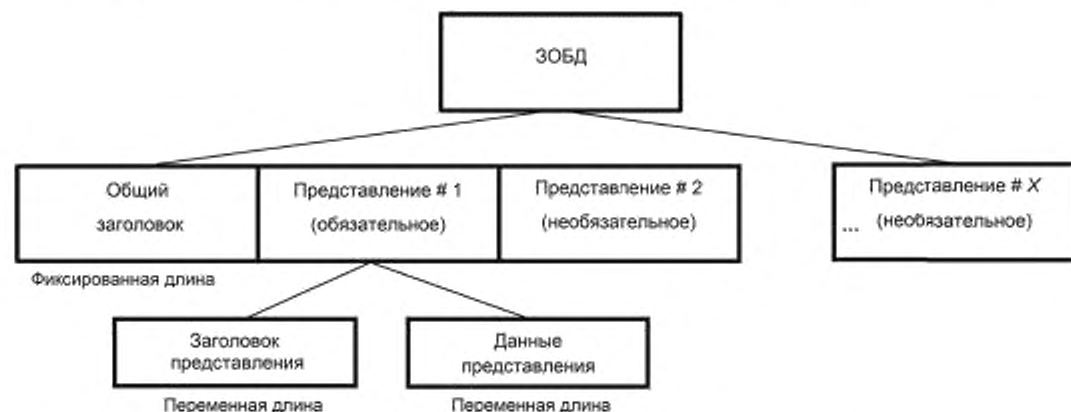 ЗОБД
Общий
заголовок
Представление # 1
(обязательное)
Представление # 2
(необязательное)
Представление # X
... (необязательное)
Фиксированная длина
Заголовок
представления
Данные
представления
Переменная длина
Переменная длина